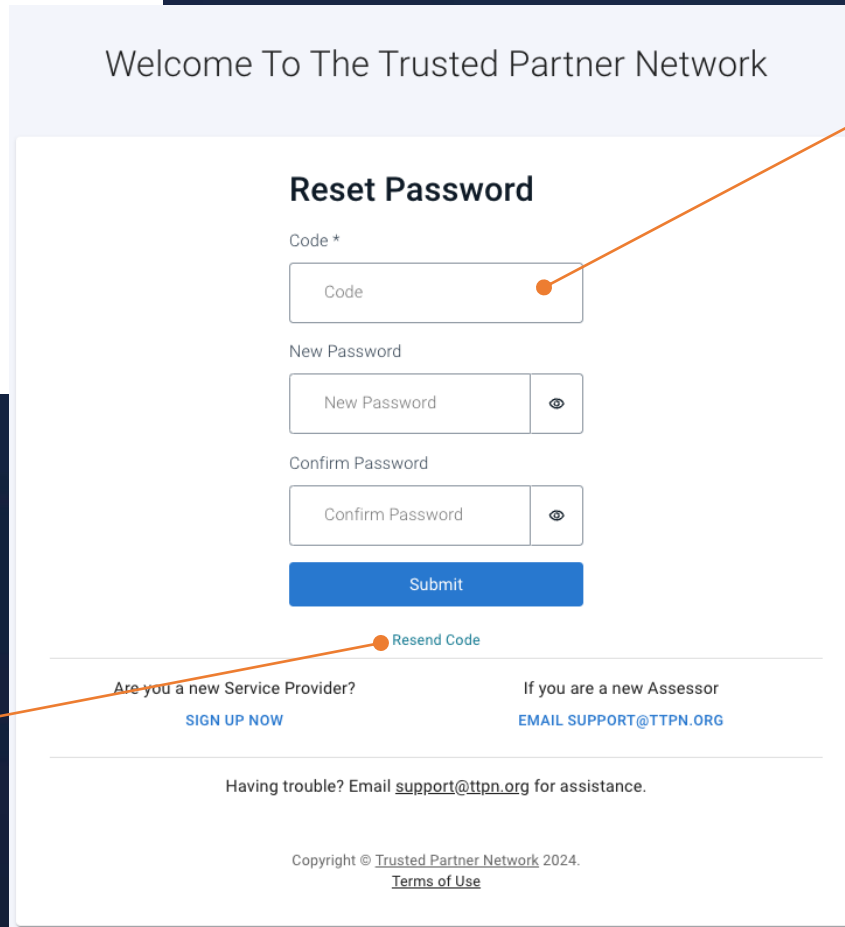 Welcome To The Trusted Partner Network
Reset Password
Code *
Code
New Password
New Password
Confirm Password
Confirm Password
Submit
Resend Code
Are you a new Service Provider?
SIGN UP NOW
If you are a new Assessor
EMAIL SUPPORT@TTPN.ORG
Having trouble? Email support@ttpn.org for assistance.
Copyright © Trusted Partner Network 2024.
Terms of Use